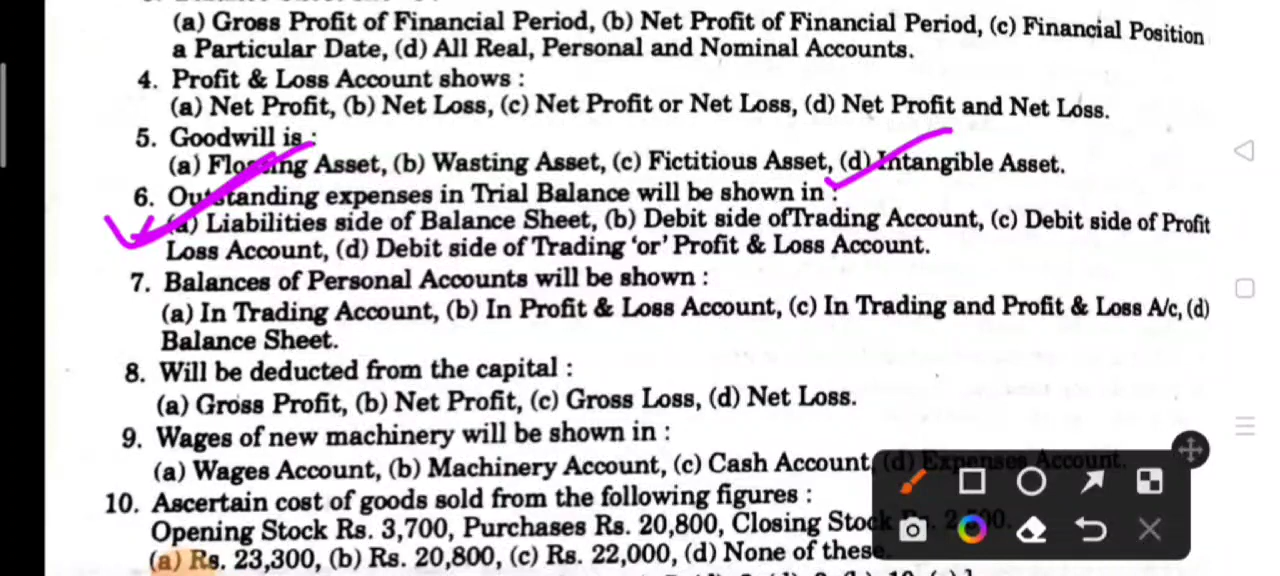 (a) Gross Profit of Financial Period, (b) Net Profit of Financial Period, (c) Financial Position
a Particular Date, (d) All Real, Personal and Nominal Accounts.
4. Profit & Loss Account shows :
(a) Net Profit, (b) Net Loss, (c) Net Profit or Net Loss, (d) Net Profit and Net Loss.
5. Goodwill is :
(a) Floating Asset, (b) Wasting Asset, (c) Fictitious Asset, (d) Intangible Asset.
6. Outstanding expenses in Trial Balance will be shown in :
(a) Liabilities side of Balance Sheet, (b) Debit side ofTrading Account, (c) Debit side of Profit
Loss Account, (d) Debit side of Trading 'or' Profit & Loss Account.
7. Balances of Personal Accounts will be shown :
(a) In Trading Account, (b) In Profit & Loss Account, (c) In Trading and Profit & Loss A/c, (d)
Balance Sheet.
8. Will be deducted from the capital :
(a) Gross Profit, (b) Net Profit, (c) Gross Loss, (d) Net Loss.
9. Wages of new machinery will be shown in :
(a) Wages Account, (b) Machinery Account, (c) Cash Account, (d) Expenses Account.
10. Ascertain cost of goods sold from the following figures :
Opening Stock Rs. 3,700, Purchases Rs. 20,800, Closing Stock
(a) Rs. 23,300, (b) Rs. 20,800, (c) Rs. 22,000, (d) None of these.